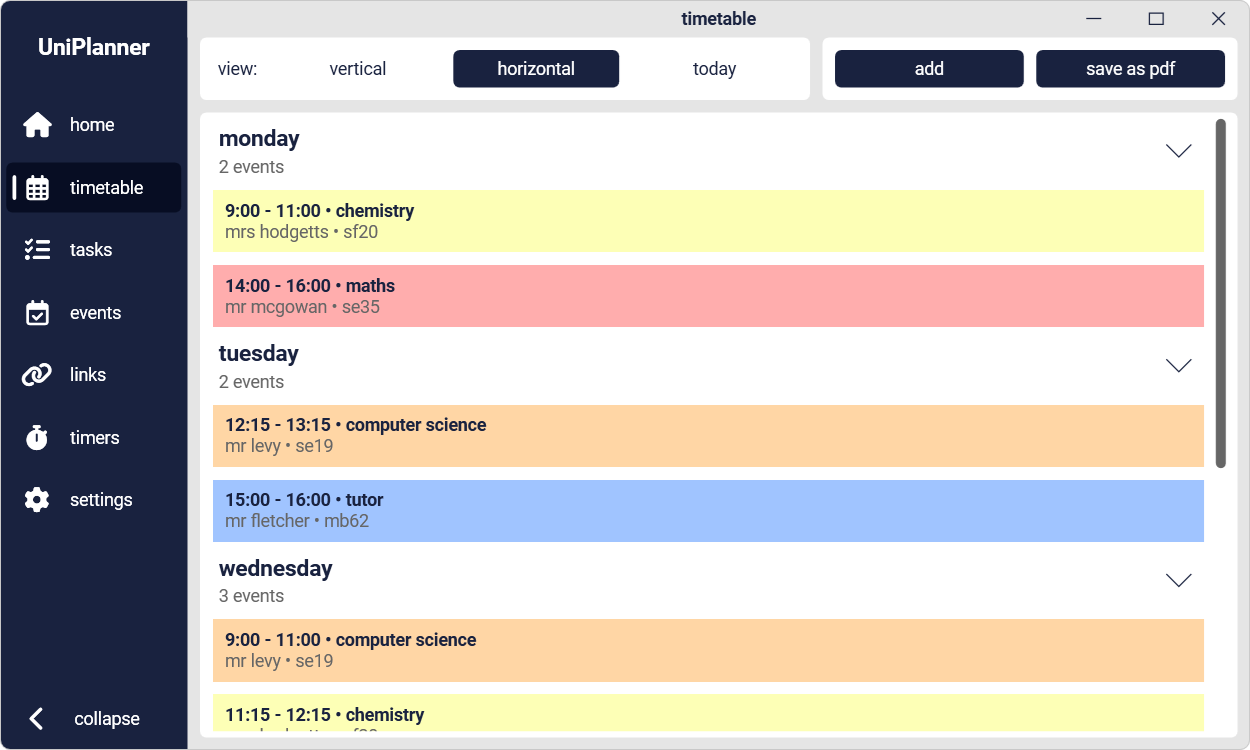 timetable
UniPlanner
home
timetable
tasks
events
links
timers
settings
collapse
view:
vertical
horizontal
today
add
save as pdf
monday
2 events
9:00 - 11:00 • chemistry
mrs hodgetts • sf20
14:00 - 16:00 • maths
mr mcgowan • se35
tuesday
2 events
12:15 - 13:15 • computer science
mr levy • se19
15:00 - 16:00 • tutor
mr fletcher • mb62
wednesday
3 events
9:00 - 11:00 • computer science
mr levy • se19
11:15 - 12:15 • chemistry